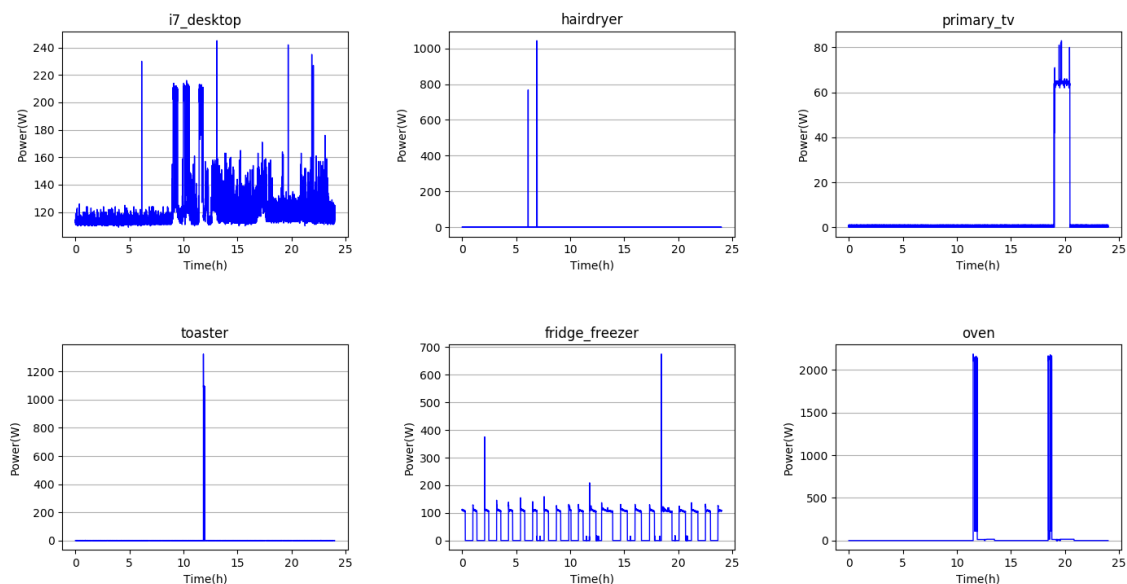 i7_desktop
Power(W)
240
220
200
180
160
140
120
0 5 10 15 20 25
Time(h)
hairdryer
Power(W)
1000
800
600
400
200
0
0 5 10 15 20 25
Time(h)
primary_tv
Power(W)
80
60
40
20
0
0 5 10 15 20 25
Time(h)
toaster
Power(W)
1200
1000
800
600
400
200
0
0 5 10 15 20 25
Time(h)
fridge_freezer
Power(W)
700
600
500
400
300
200
100
0
0 5 10 15 20 25
Time(h)
oven
Power(W)
2000
1500
1000
500
0
0 5 10 15 20 25
Time(h)